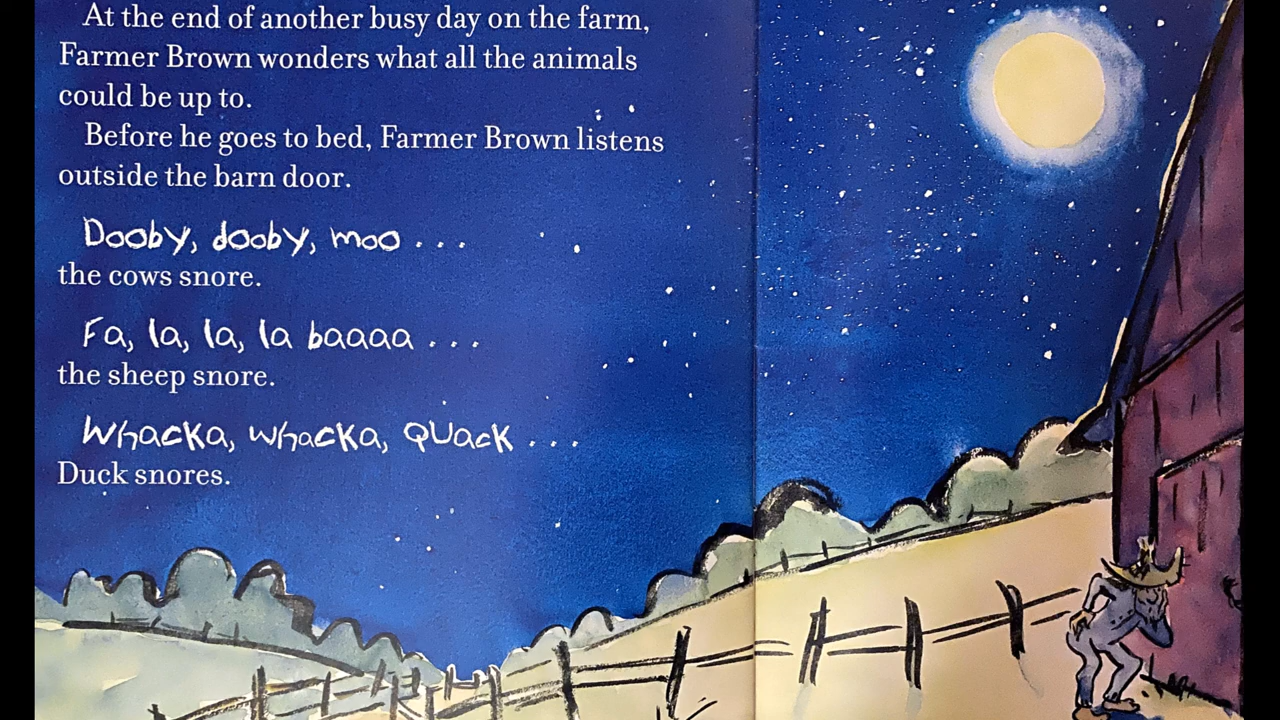 At the end of another busy day on the farm,
Farmer Brown wonders what all the animals
could be up to.
Before he goes to bed, Farmer Brown listens
outside the barn door.
Dooby, dooby, moo . . .
the cows snore.
Fa, la, la, la baaaa . . .
the sheep snore.
Whacka, whacka, QUack . . .
Duck snores.